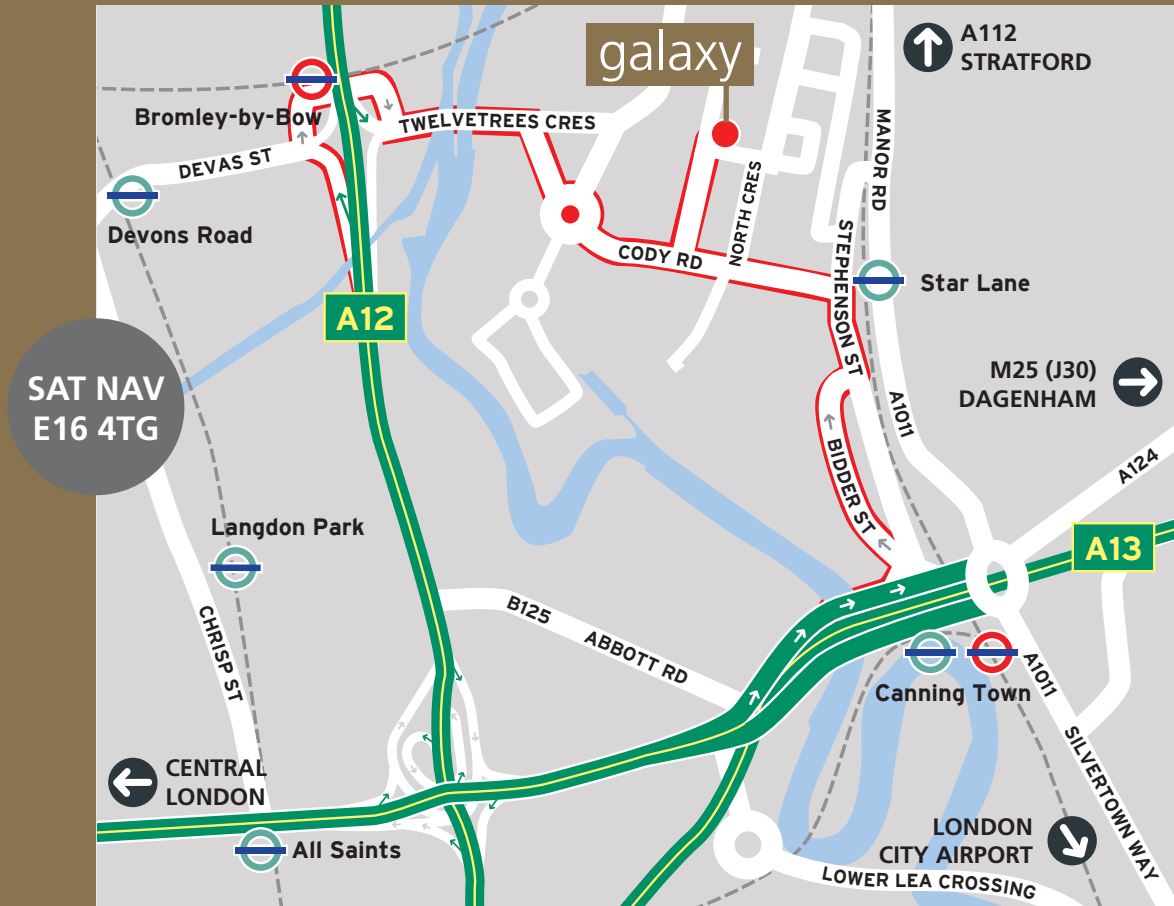 galaxy
A112
STRATFORD
Bromley-by-Bow
TWELVETREES CRES
MANOR RD
DEVAS ST
NORTH CRES
Devons Road
CODY RD
STEPHENSON ST
Star Lane
A12
SAT NAV
E16 4TG
M25 (J30)
DAGENHAM
A1011
BIDDER ST
A124
Langdon Park
A13
CHRISP ST
B125
ABBOTT RD
Canning Town
A1011
SILVERTOWN WAY
CENTRAL
LONDON
All Saints
LONDON
CITY AIRPORT
LOWER LEA CROSSING